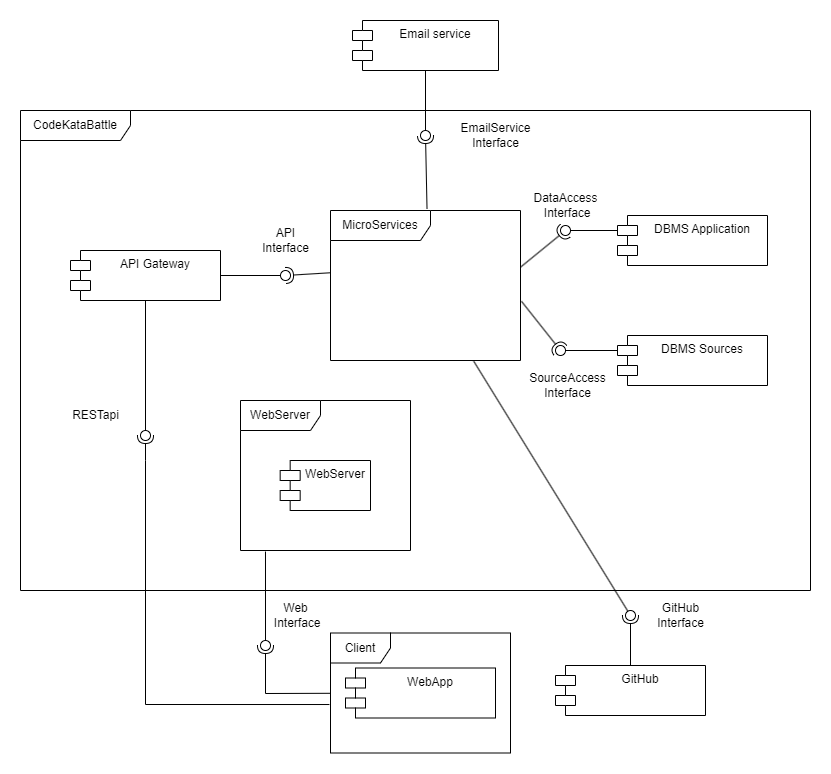 Email service
CodeKataBattle
EmailService
Interface
DataAccess
Interface
MicroServices
DBMS Application
API
Interface
API Gateway
DBMS Sources
SourceAccess
Interface
RESTapi
WebServer
WebServer
Web
Interface
GitHub
Interface
Client
WebApp
GitHub